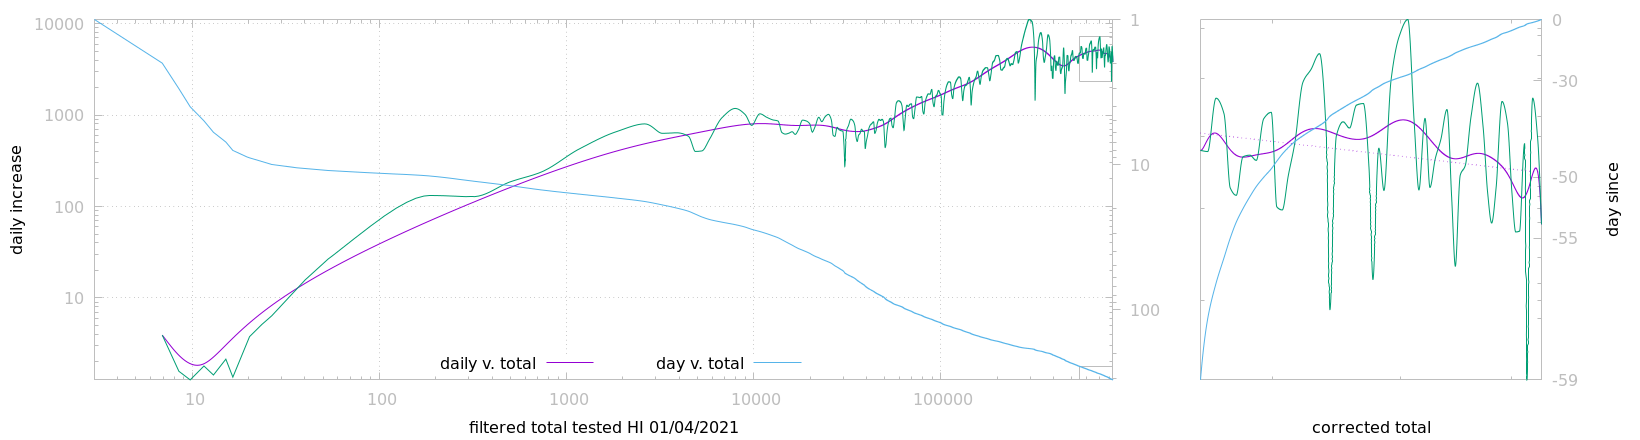 10000
1000
100
10
daily increase
10
100
1000
10000
100000
filtered total tested HI 01/04/2021
daily v. total
day v. total
1
10
100
0
-30
-50
-55
-59
day since
corrected total